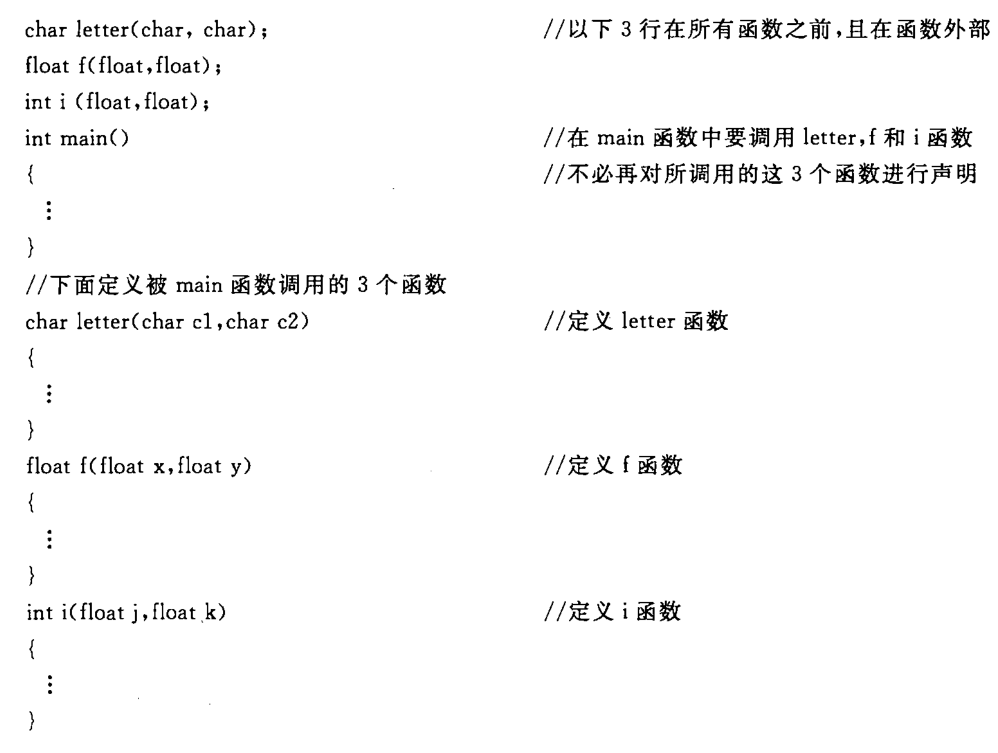 char letter(char, char); //以下 3 行在所有函数之前,且在函数外部
float f(float,float);
int i (float,float);
int main() //在 main 函数中要调用 letter,f 和 i 函数
{ //不必再对所调用的这 3 个函数进行声明
⋮
}
//下面定义被 main 函数调用的 3 个函数
char letter(char c1,char c2) //定义 letter 函数
{
⋮
}
float f(float x,float y) //定义 f 函数
{
⋮
}
int i(float j,float k) //定义 i 函数
{
⋮
}